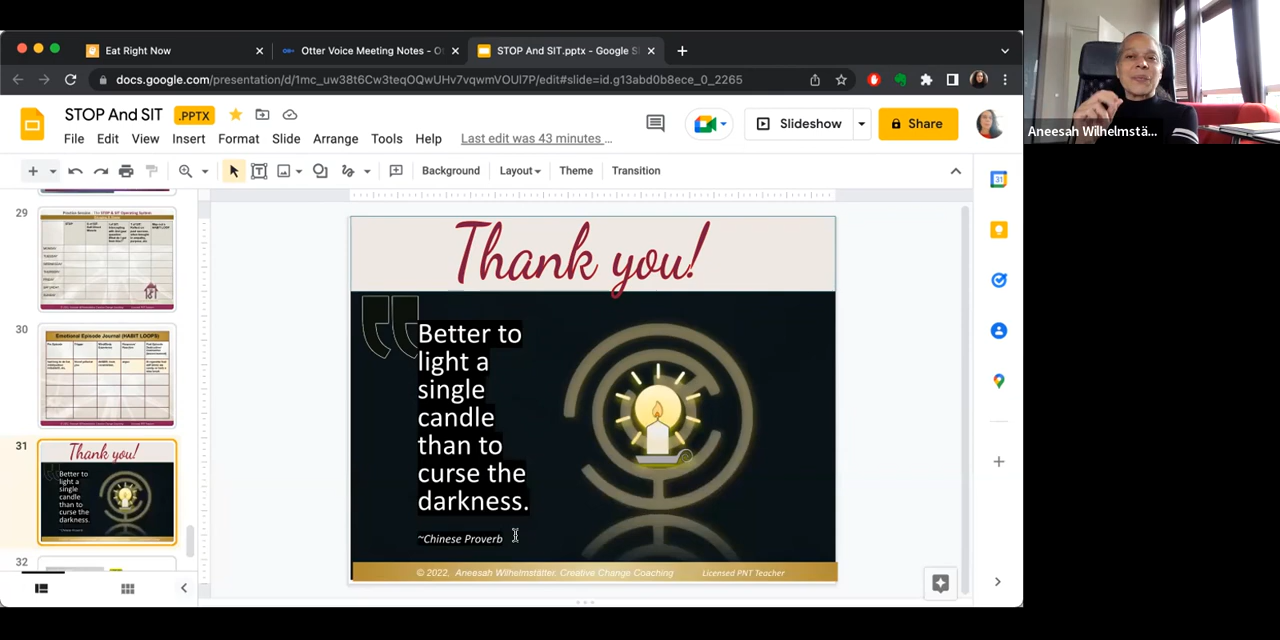 Eat Right Now
Otter Voice Meeting Notes - O
STOP And SIT.pptx - Google Sl
docs.google.com/presentation/d/1mc_uw38t6Cw3teqOQwUHv7vqwmVOUl7P/edit#slide=id.g13abd0b8ece_0_2265
STOP And SIT .PPTX
File Edit View Insert Format Arrange Tools Help Last edit was 43 minutes ...
Slideshow
Share
Background Layout Theme Transition
Aneesah Wilhelmstä...
29
30
Emotional Episode Journal (HABIT LOOPS)
31
Thank you!
Better to
light a
single
candle
than to
curse the
darkness.
32
Thank you!
Better to
light a
single
candle
than to
curse the
darkness.
~Chinese Proverb
© 2022, Aneesah Wilhelmstätter. Creative Change Coaching Licensed PNT Teacher